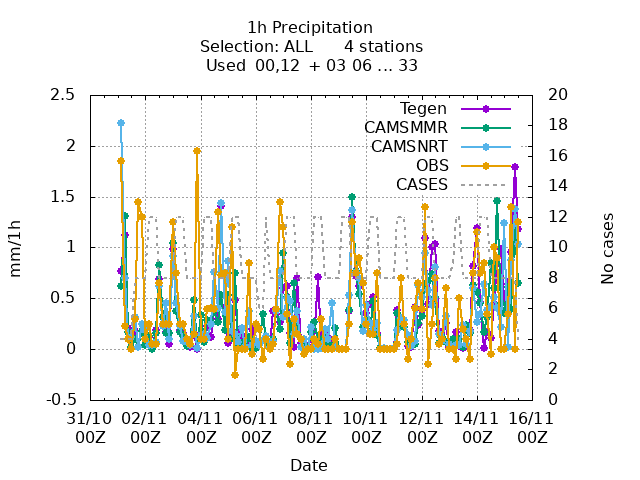 1h Precipitation
Selection: ALL 4 stations
Used 00,12 + 03 06 ... 33
2.5
2
1.5
1
0.5
0
-0.5
mm/1h
20
18
16
14
12
10
8
6
4
2
0
No cases
Tegen
CAMSMMR
CAMSNRT
OBS
CASES
31/10 02/11 04/11 06/11 08/11 10/11 12/11 14/11 16/11
00Z 00Z 00Z 00Z 00Z 00Z 00Z 00Z 00Z
Date